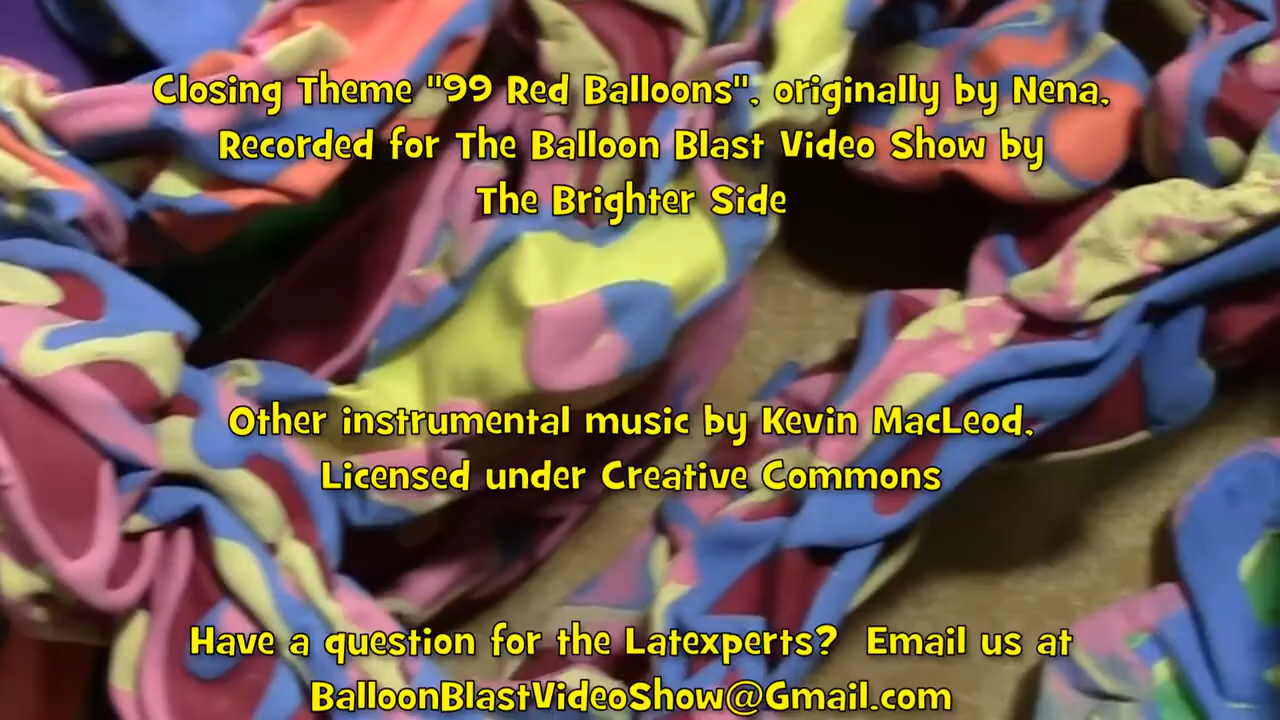 Closing Theme "99 Red Balloons", originally by Nena,
Recorded for The Balloon Blast Video Show by
The Brighter Side
Other instrumental music by Kevin MacLeod,
Licensed under Creative Commons
Have a question for the Latexperts? Email us at
BalloonBlastVideoShow@Gmail.com